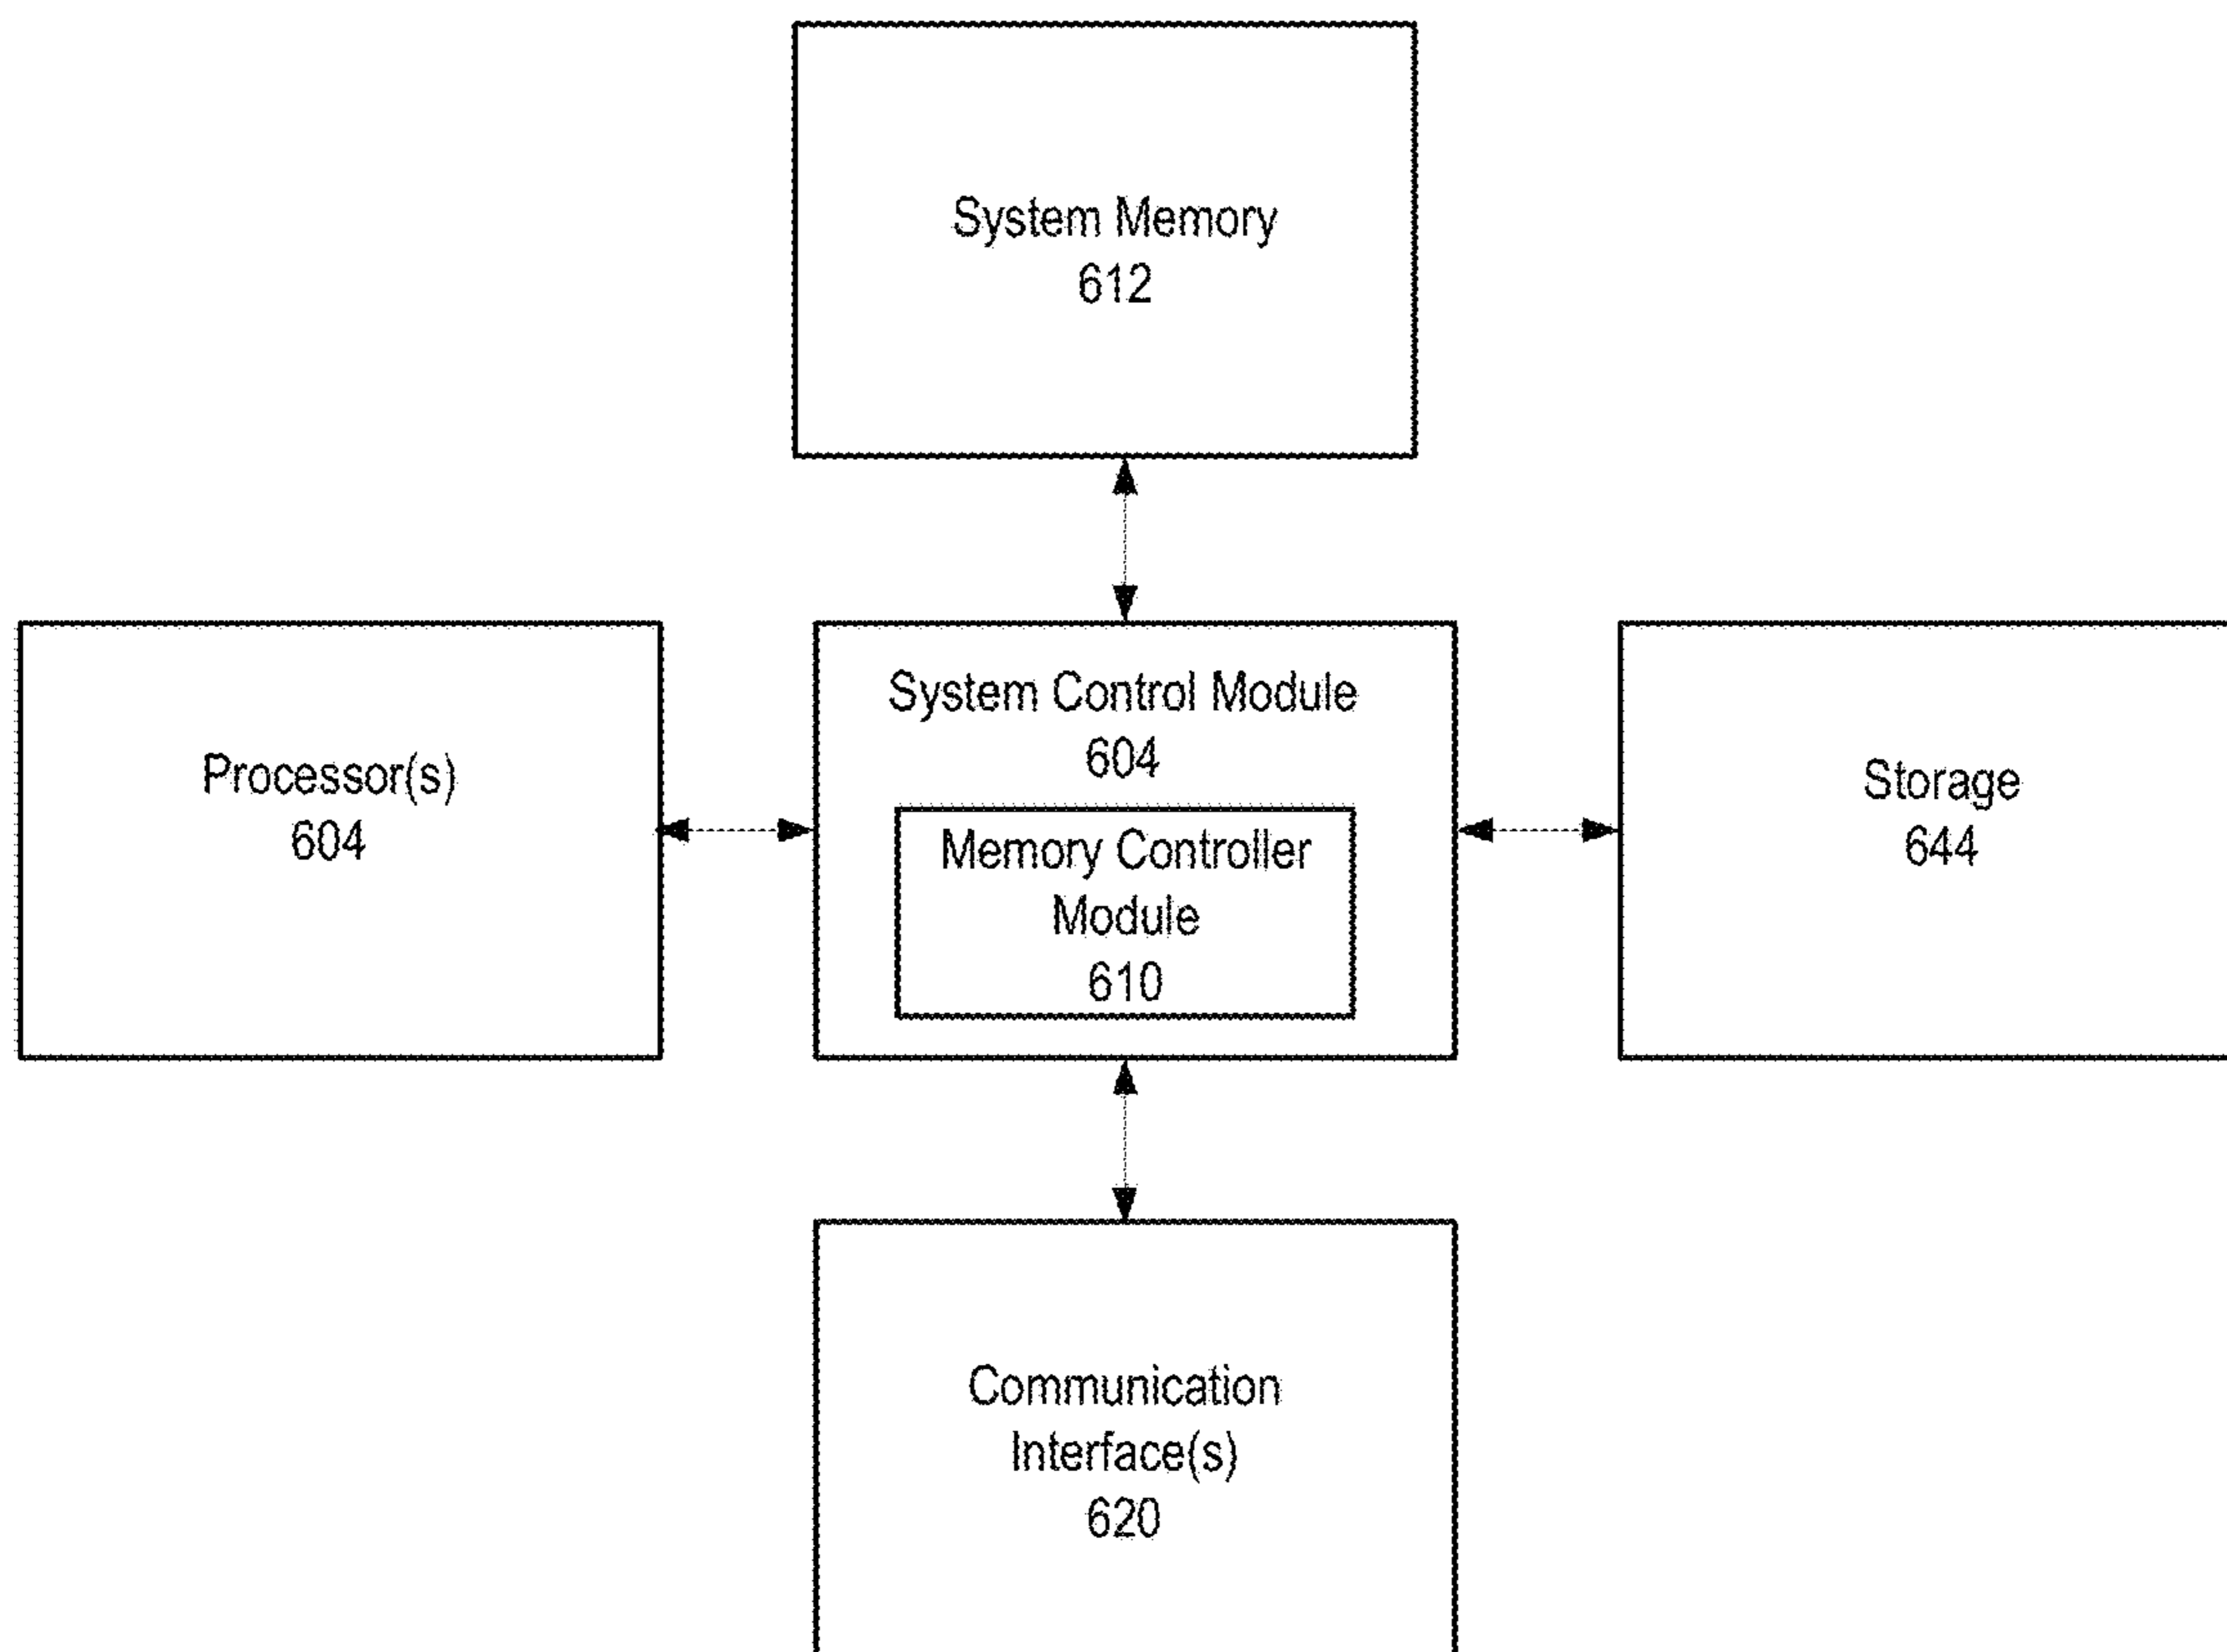 System Memory
612
Processor(s)
604
System Control Module
604
Memory Controller
Module
610
Storage
644
Communication
Interface(s)
620